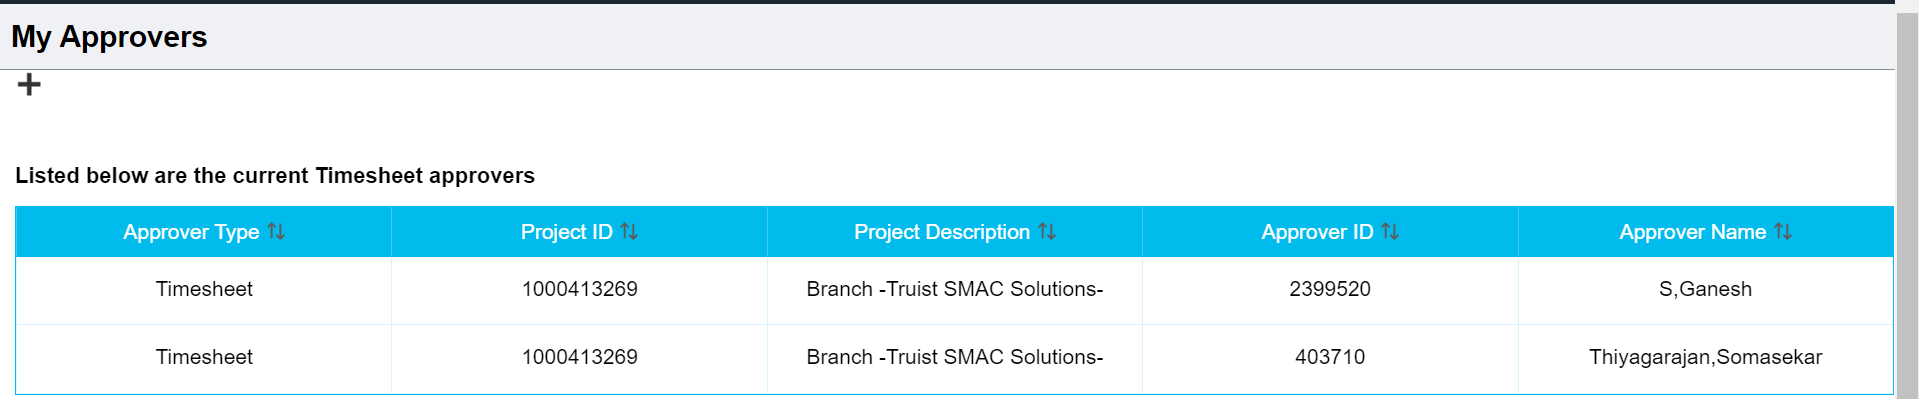 My Approvers
Listed below are the current Timesheet approvers
Approver Type Project ID Project Description Approver ID Approver Name
Timesheet 1000413269 Branch -Truist SMAC Solutions- 2399520 S,Ganesh
Timesheet 1000413269 Branch -Truist SMAC Solutions- 403710 Thiyagarajan,Somasekar